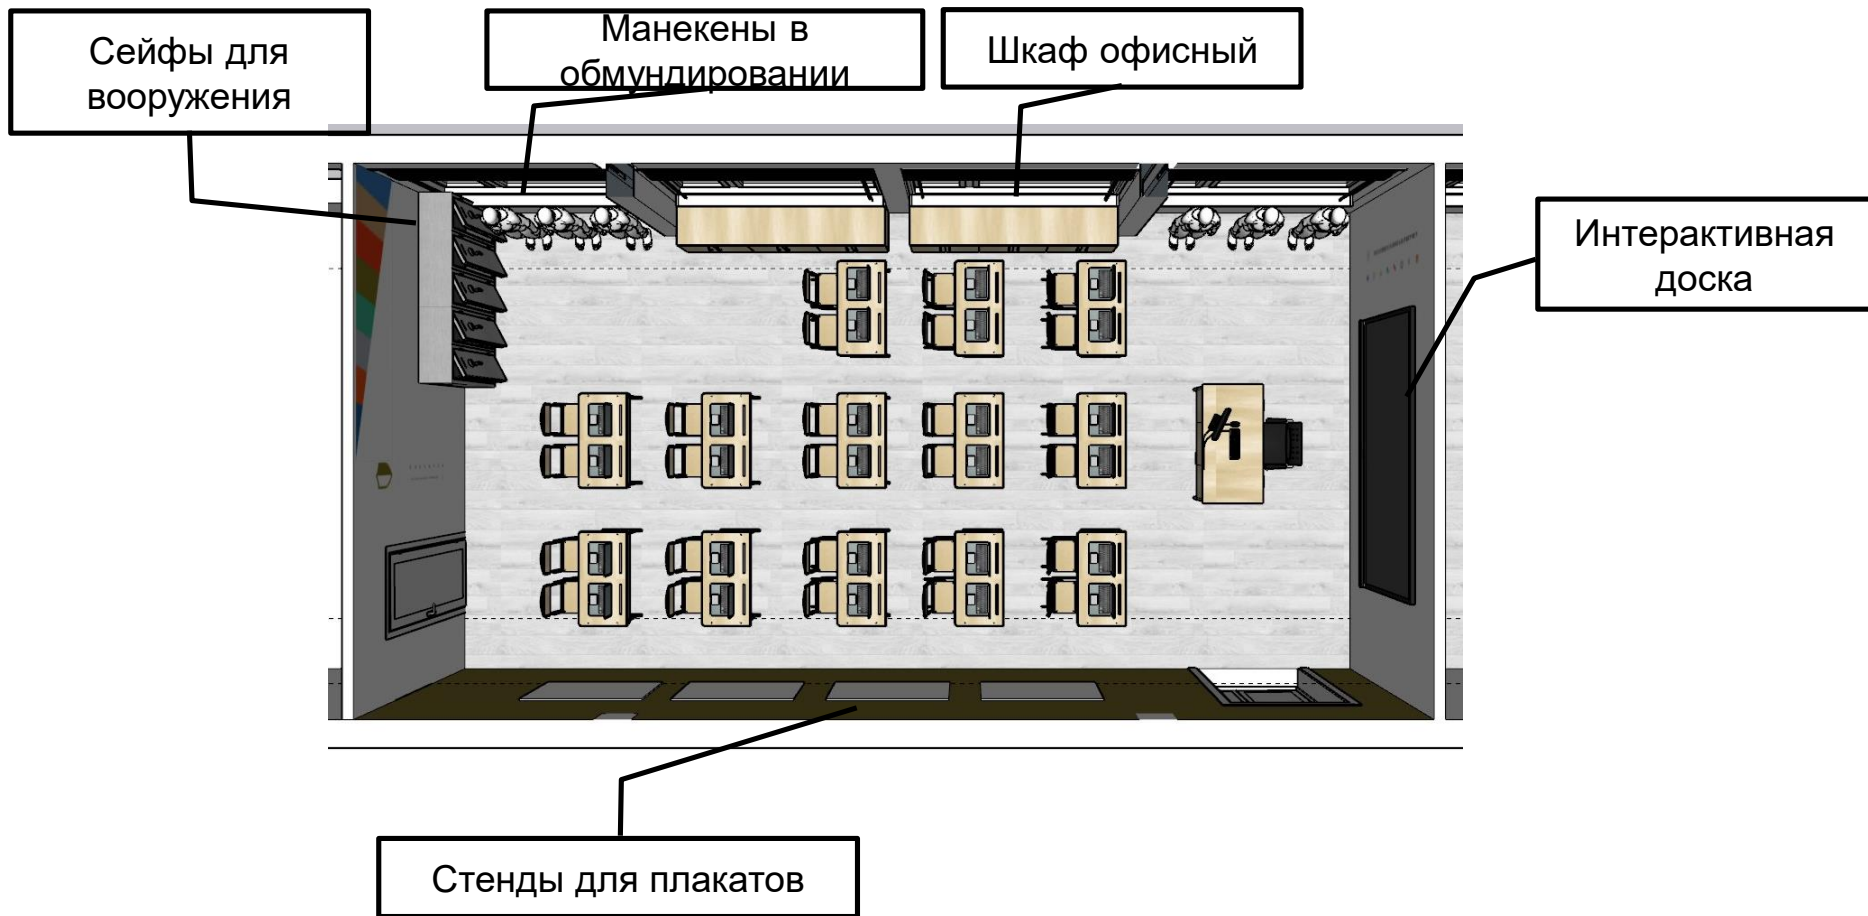 Сейфы для
вооружения
Манекены в
обмундировании
Шкаф офисный
Интерактивная
доска
Стенды для плакатов